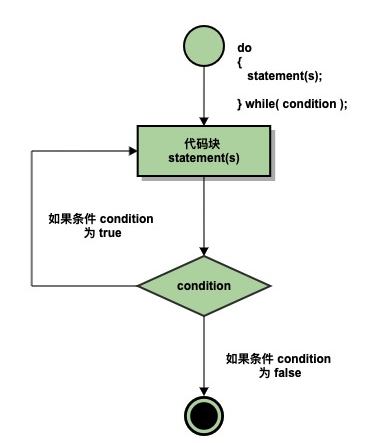 do
{
statement(s);
} while( condition );
代码块
statement(s)
如果条件 condition
为 true
condition
如果条件 condition
为 false